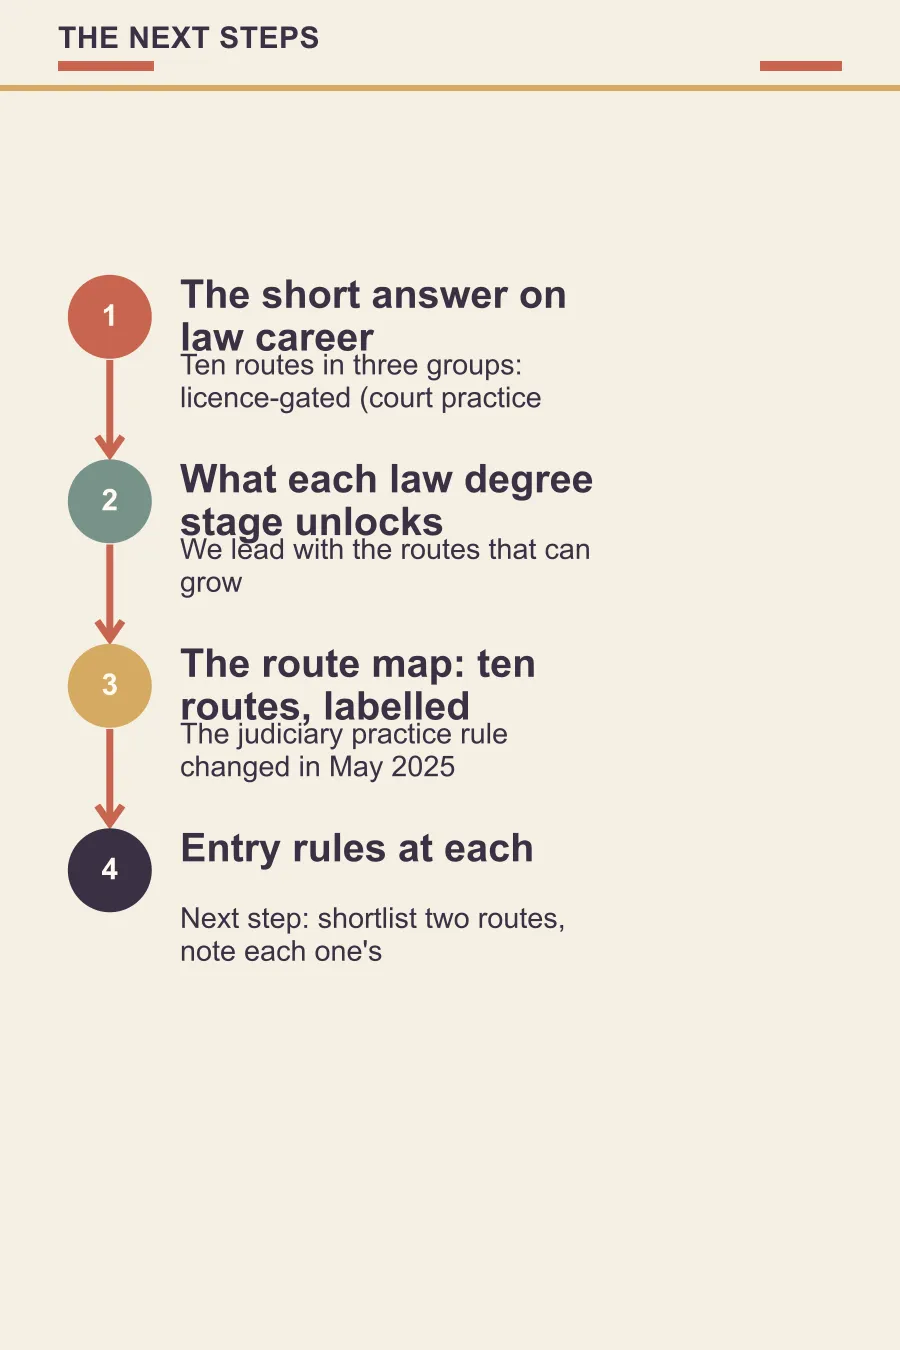 THE NEXT STEPS
1
The short answer on
law career
Ten routes in three groups:
licence-gated (court practice
2
What each law degree
stage unlocks
We lead with the routes that can
grow
3
The route map: ten
routes, labelled
The judiciary practice rule
changed in May 2025
4
Entry rules at each
Next step: shortlist two routes,
note each one's